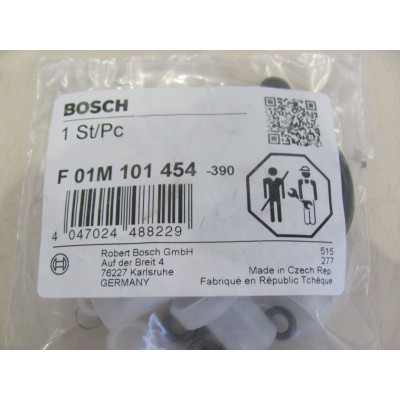 BOSCH
1 St/Pc
F 01M 101 454 -390
4 047024 488229
Robert Bosch GmbH
Auf der Breit 4
76227 Karlsruhe
GERMANY
515
277
Made in Czech Rep.
Fabriqué en République Tchèque